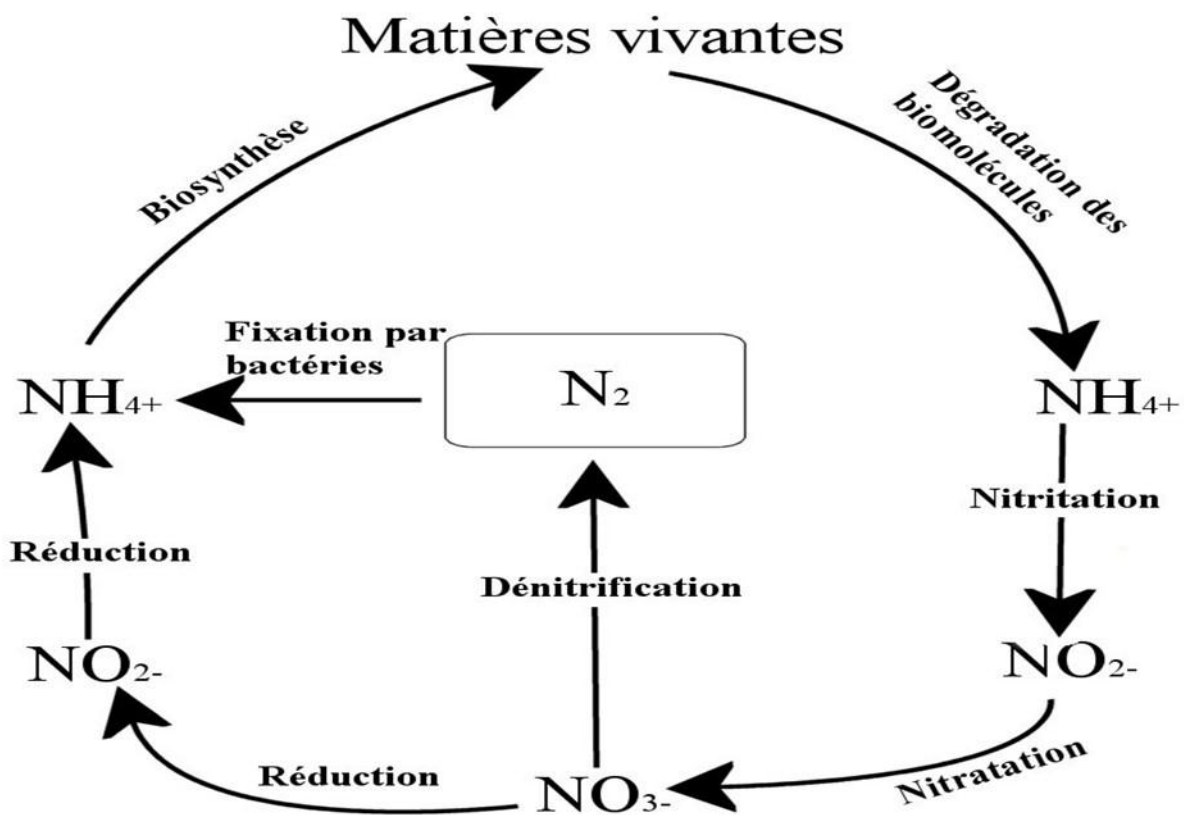 Matières vivantes
Dégradation des
biomolécules
Biosynthèse
Fixation par
bactéries
N2
NH4+
NH4+
Nitritation
Réduction
Dénitrification
NO2-
NO2-
Réduction
NO3-
Nitratation